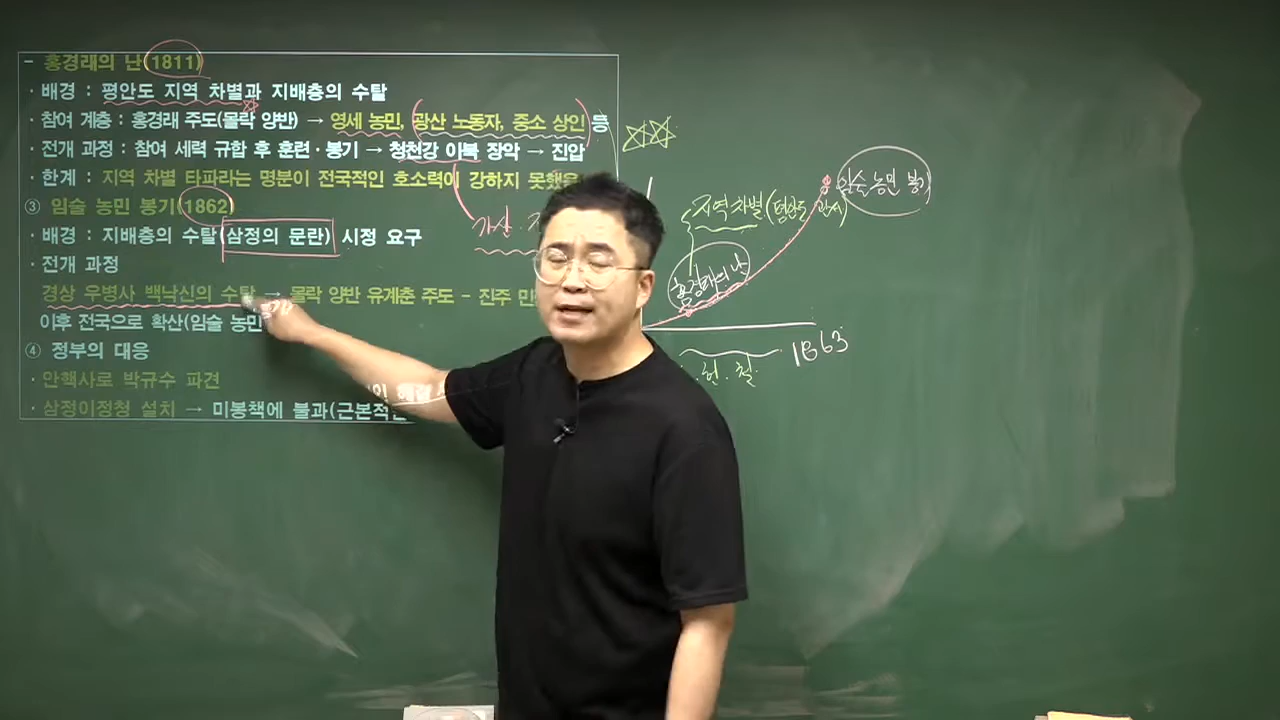 - 홍경래의 난(1811)
· 배경 : 평안도 지역 차별과 지배층의 수탈
· 참여 계층 : 홍경래 주도(몰락 양반) → 영세 농민, 광산 노동자, 중소 상인 등
· 전개 과정 : 참여 세력 규합 후 훈련·봉기 → 청천강 이북 장악 → 진압
· 한계 : 지역 차별 타파라는 명분이 전국적인 호소력이 강하지 못했음
③ 임술 농민 봉기(1862)
· 배경 : 지배층의 수탈(삼정의 문란) 시정 요구
· 전개 과정
경상 우병사 백낙신의 수탈 → 몰락 양반 유계춘 주도 - 진주 민
이후 전국으로 확산(임술 농민
④ 정부의 대응
· 안핵사로 박규수 파견
· 삼정이정청 설치 → 미봉책에 불과(근본적인
가산
지역차별(평안도
임술 농민 봉기
홍경래의 난
1863
헌. 철.